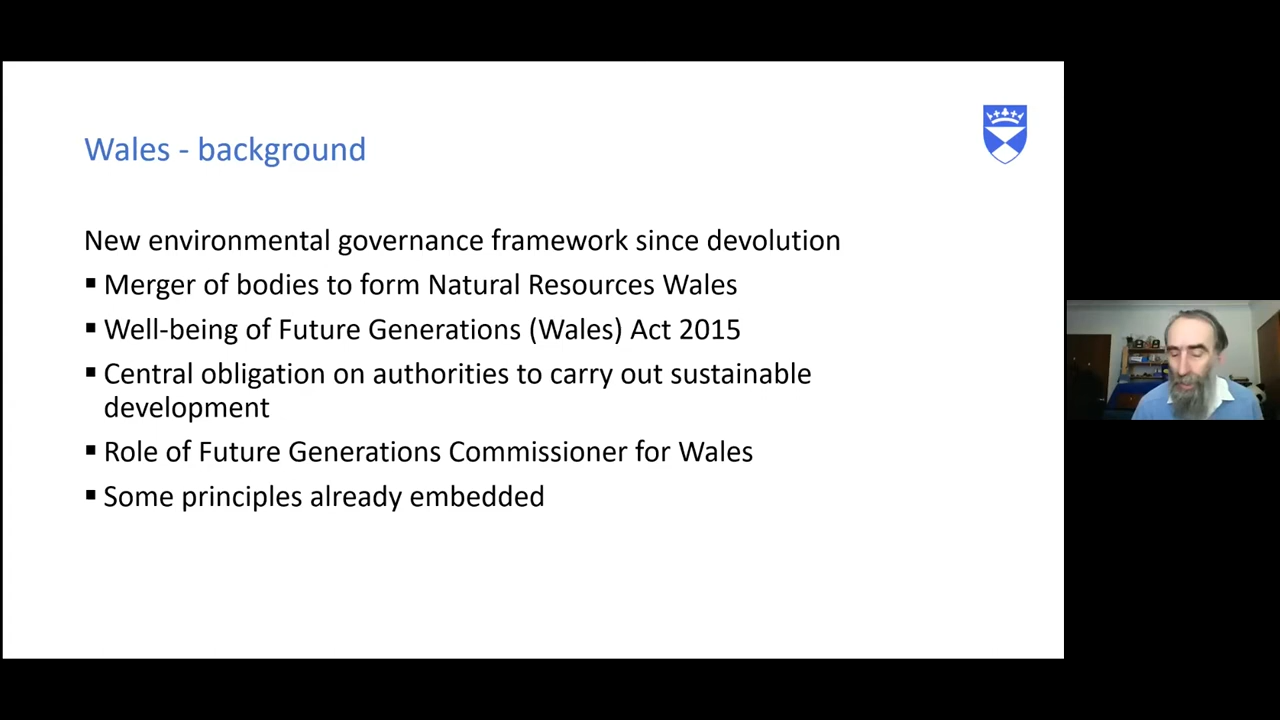 Wales - background
New environmental governance framework since devolution
▪ Merger of bodies to form Natural Resources Wales
▪ Well-being of Future Generations (Wales) Act 2015
▪ Central obligation on authorities to carry out sustainable
development
▪ Role of Future Generations Commissioner for Wales
▪ Some principles already embedded